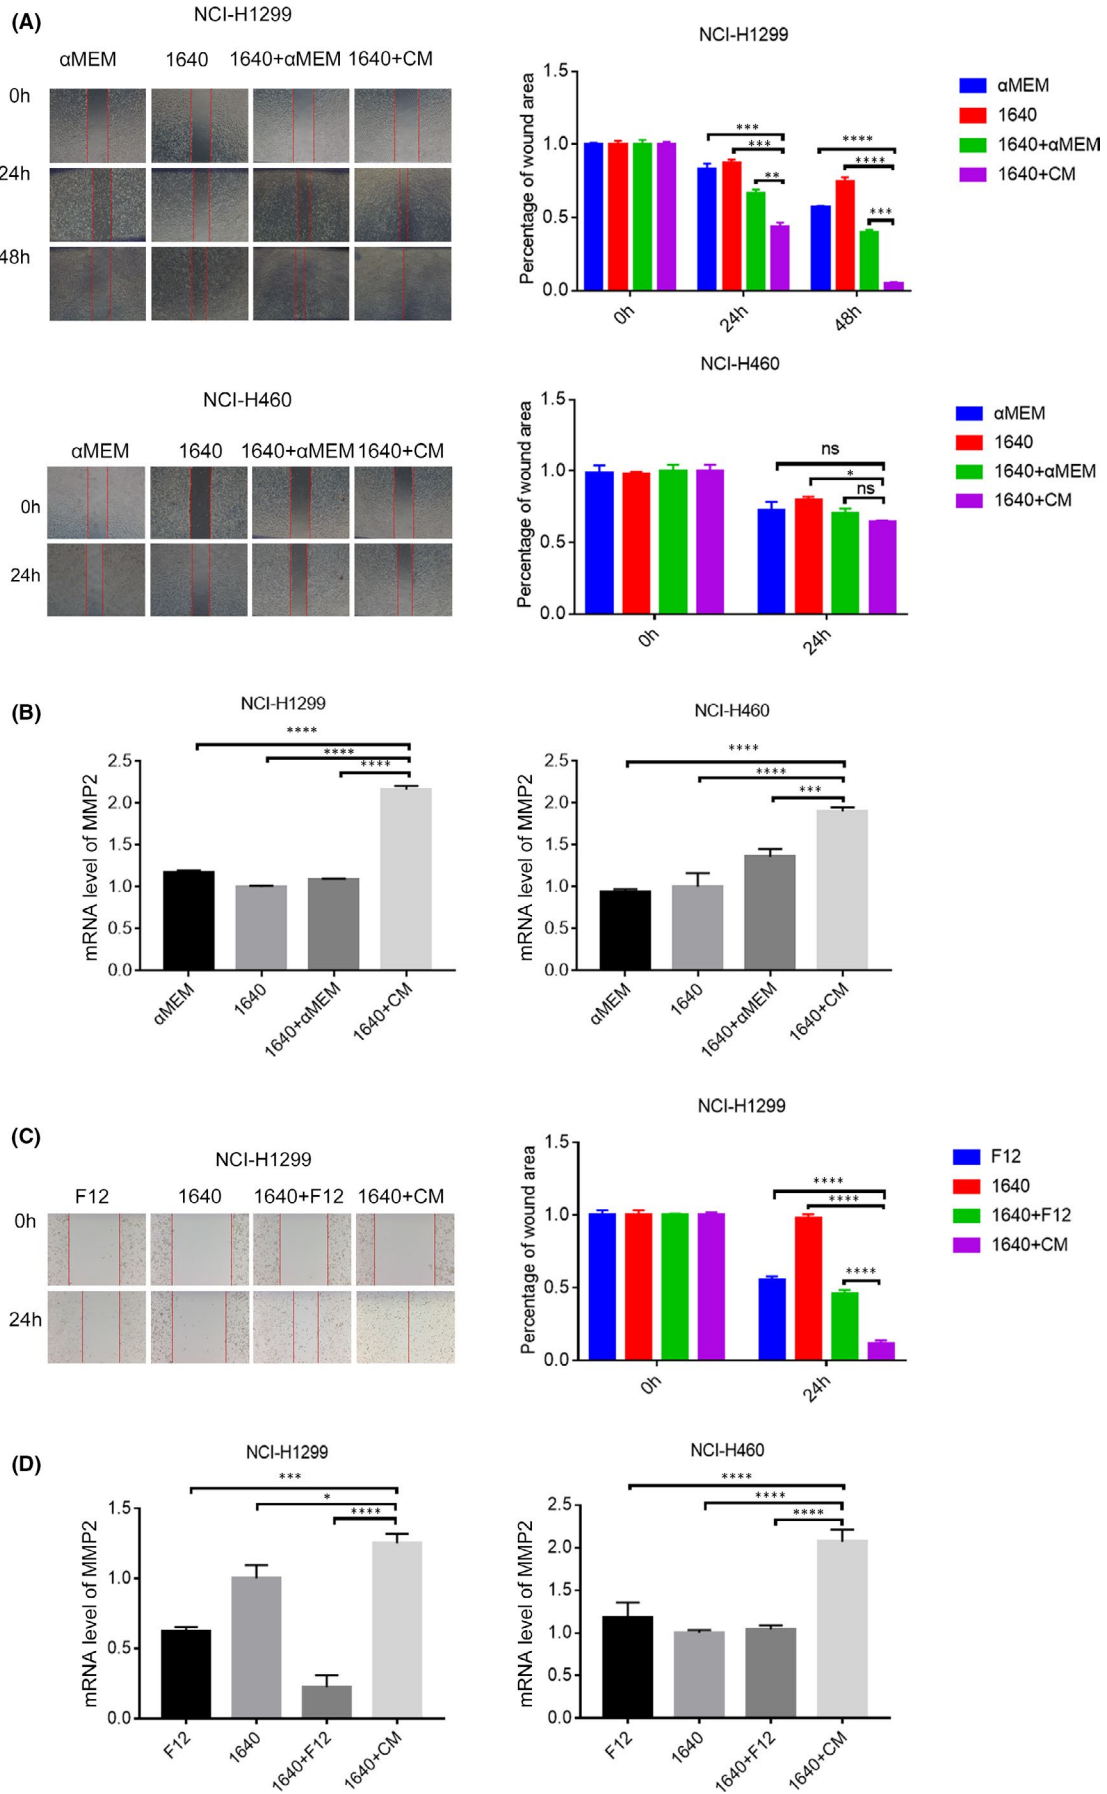 (A)
NCI-H1299
αMEM 1640 1640+αMEM 1640+CM
0h
24h
48h
NCI-H1299
Percentage of wound area
1.5
1.0
0.5
0.0
*** *** **
**** **** ***
0h 24h 48h
αMEM
1640
1640+αMEM
1640+CM
NCI-H460
αMEM 1640 1640+αMEM 1640+CM
0h
24h
NCI-H460
Percentage of wound area
1.5
1.0
0.5
0.0
ns
*
ns
0h 24h
αMEM
1640
1640+αMEM
1640+CM
(B)
NCI-H1299
mRNA level of MMP2
2.5
2.0
1.5
1.0
0.5
0.0
****
****
****
αMEM 1640 1640+αMEM 1640+CM
NCI-H460
mRNA level of MMP2
2.5
2.0
1.5
1.0
0.5
0.0
****
****
***
αMEM 1640 1640+αMEM 1640+CM
(C)
NCI-H1299
F12 1640 1640+F12 1640+CM
0h
24h
NCI-H1299
Percentage of wound area
1.5
1.0
0.5
0.0
****
****
****
0h 24h
F12
1640
1640+F12
1640+CM
(D)
NCI-H1299
mRNA level of MMP2
1.5
1.0
0.5
0.0
***
*
****
F12 1640 1640+F12 1640+CM
NCI-H460
mRNA level of MMP2
2.5
2.0
1.5
1.0
0.5
0.0
****
****
****
F12 1640 1640+F12 1640+CM